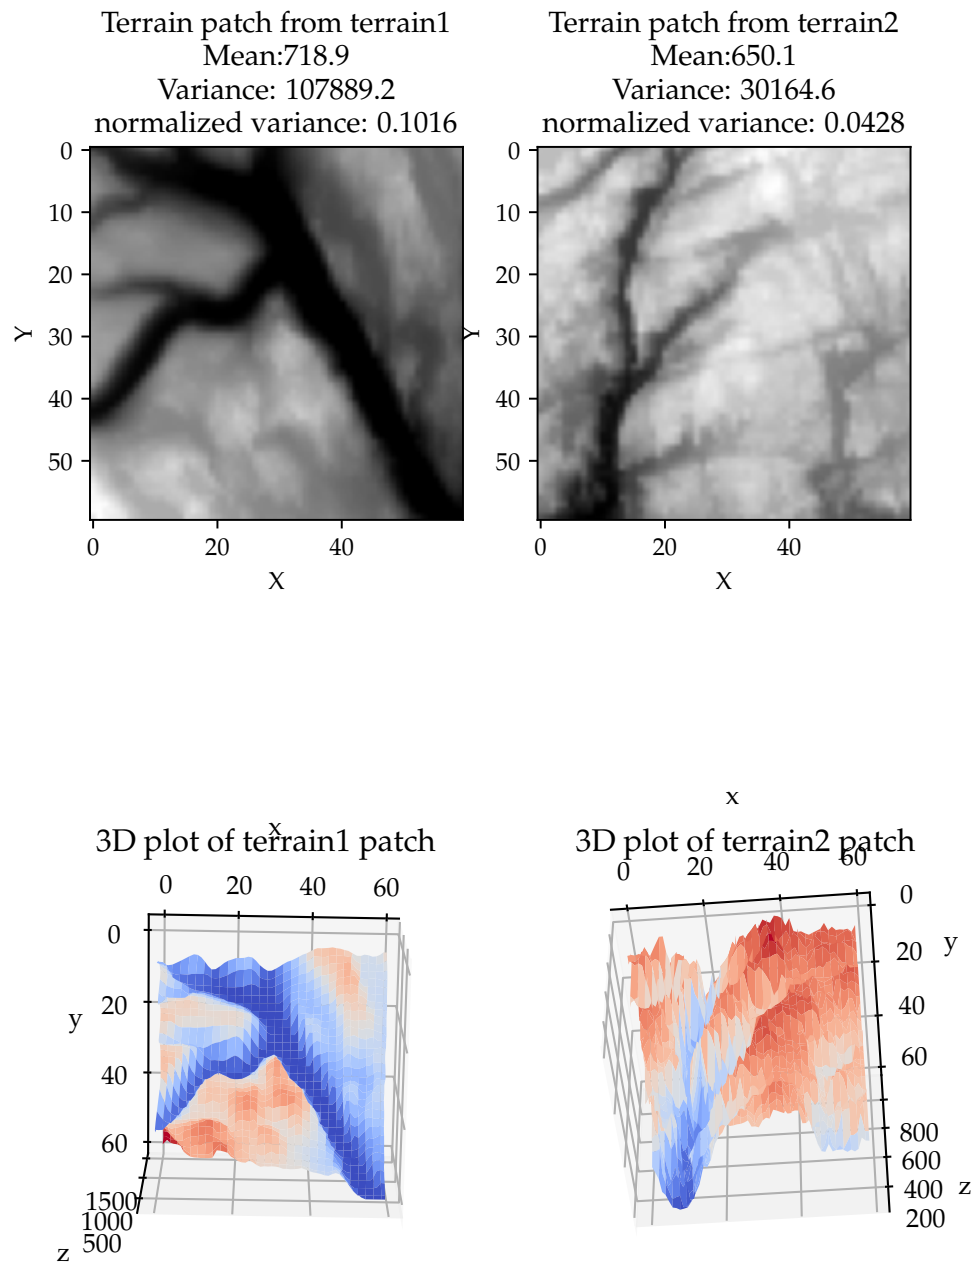 Terrain patch from terrain1
Mean:718.9
Variance: 107889.2
normalized variance: 0.1016
Terrain patch from terrain2
Mean:650.1
Variance: 30164.6
normalized variance: 0.0428
0
10
20
30
40
50
Y
0 20 40
X
0
10
20
30
40
50
Y
0 20 40
X
x
3D plot of terrain1 patch
0 20 40 60
0
20
40
60
y
1500
1000
500
z
x
3D plot of terrain2 patch
0 20 40 60
0
20
40
60
y
800
600
400
200
z